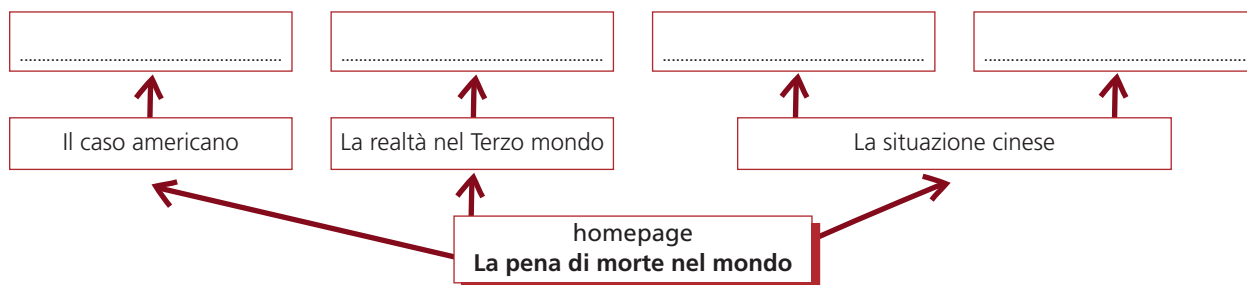 Il caso americano
La realtà nel Terzo mondo
La situazione cinese
homepage
La pena di morte nel mondo